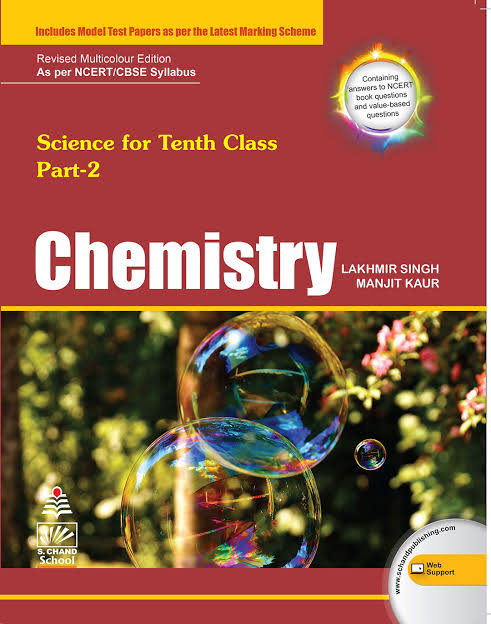 Includes Model Test Papers as per the Latest Marking Scheme
Revised Multicolour Edition
As per NCERT/CBSE Syllabus
Containing
answers to NCERT
book questions
and value-based
questions
Science for Tenth Class
Part-2
Chemistry
LAKHMIR SINGH
MANJIT KAUR
S. CHAND
School
www.schandpublishing.com
Web
Support